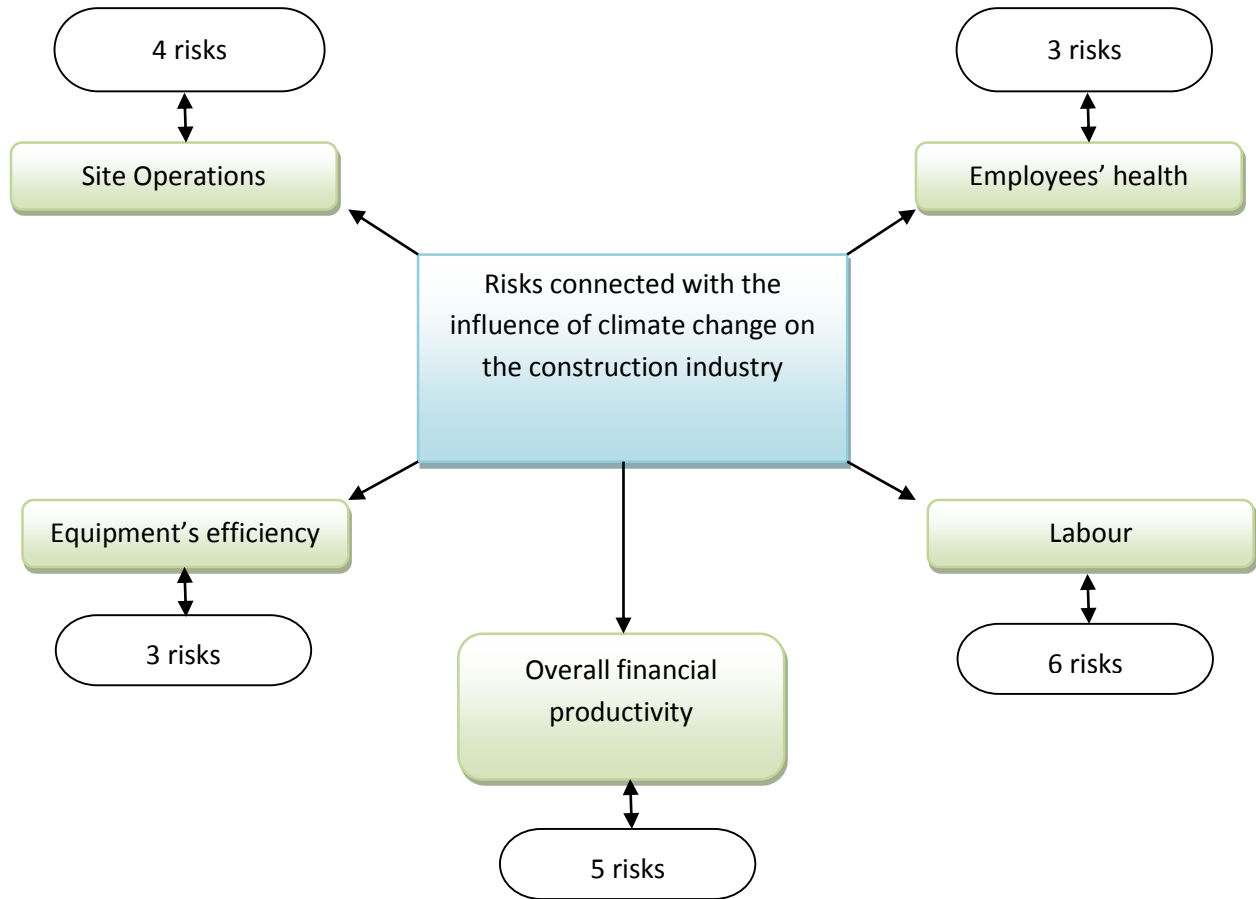 4 risks
3 risks
Site Operations
Employees’ health
Risks connected with the
influence of climate change on
the construction industry
Equipment’s efficiency
Labour
3 risks
6 risks
Overall financial
productivity
5 risks